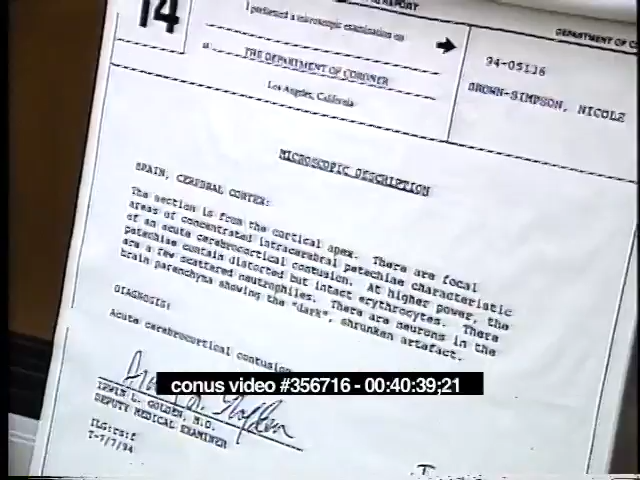 14
REPORT
I performed a microscopic examination on
DEPARTMENT OF
at THE DEPARTMENT OF CORONER
Los Angeles, California
94-05136
BROWN-SIMPSON, NICOLE
MICROSCOPIC DESCRIPTION
BRAIN, CEREBRAL CORTEX:
The section is from the cortical apex. There are focal
areas of concentrated intracerebral petechiae characteristic
of an acute cerebrocortical contusion. At higher power, the
petechiae contain distorted but intact erythrocytes. There
are a few scattered neutrophiles. There are neurons in the
brain parenchyma showing the "dark", shrunken artefact.
DIAGNOSIS:
Acute cerebrocortical contusion
conus video #356716 - 00:40:39;21
IRWIN L. GOLDEN, M.D.
DEPUTY MEDICAL EXAMINER
ILG:rs:f
T-7/7/94